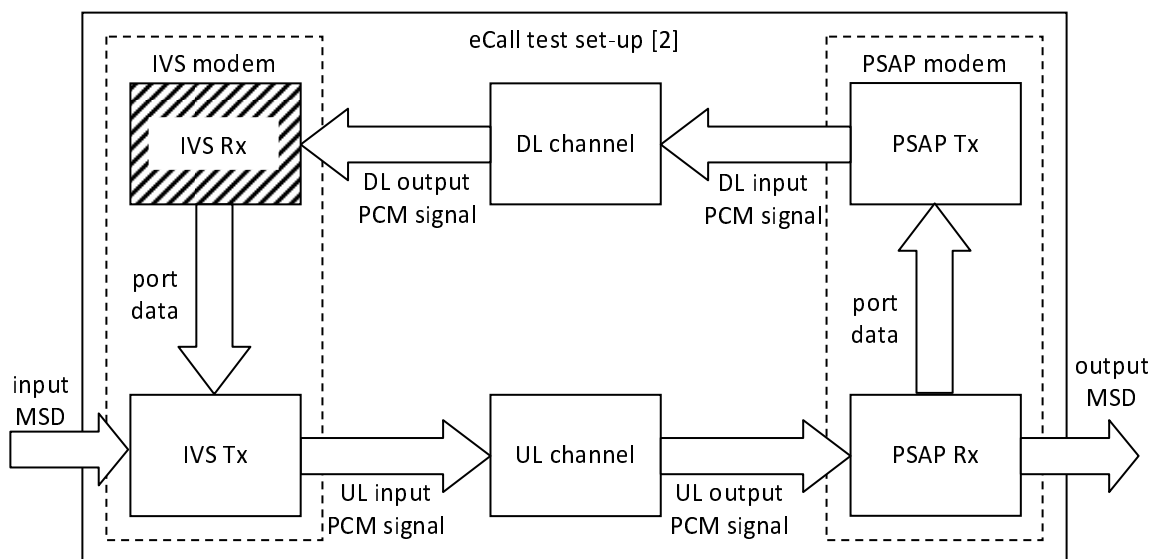 eCall test set-up [2]
IVS modem
PSAP modem
IVS Rx
DL channel
PSAP Tx
DL output
PCM signal
DL input
PCM signal
port
data
port
data
input
MSD
output
MSD
IVS Tx
UL channel
PSAP Rx
UL input
PCM signal
UL output
PCM signal